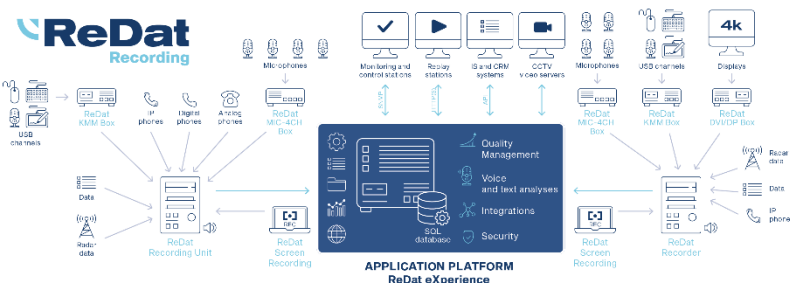 ReDat
Recording
Microphones
Monitoring and
control stations
Replay
stations
IS and CRM
systems
CCTV
video servers
Microphones
USB channels
4k
Displays
USB
channels
ReDat
KMM Box
IP
phones
Digital
phones
Analog
phones
ReDat
MIC-4CH
Box
SNMP
API
ReDat
MIC-4CH
Box
ReDat
KMM Box
ReDat
DVI/DP Box
Data
Radar
data
ReDat
Recording Unit
REC
ReDat
Screen
Recording
SQL
database
Quality
Management
Voice
and text analyses
Integrations
Security
REC
ReDat
Screen
Recording
ReDat
Recorder
Radar
data
Data
IP
phone
APPLICATION PLATFORM
ReDat eXperience